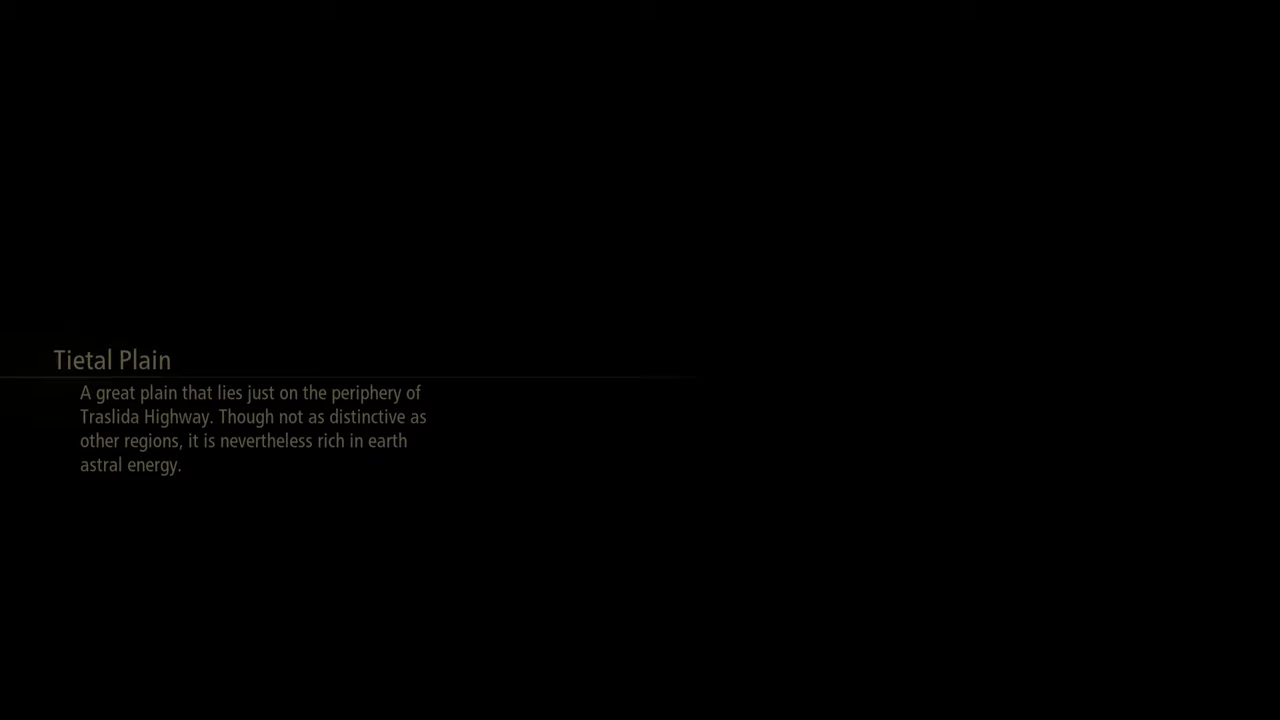 Tietal Plain
A great plain that lies just on the periphery of
Traslida Highway. Though not as distinctive as
other regions, it is nevertheless rich in earth
astral energy.